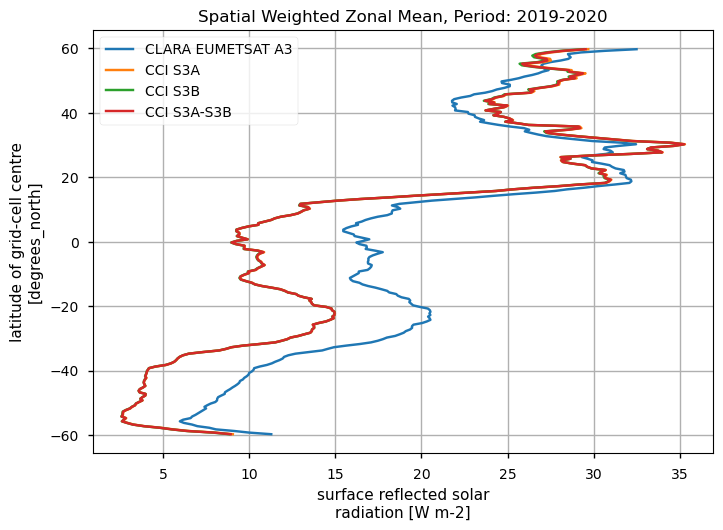 Spatial Weighted Zonal Mean, Period: 2019-2020
CLARA EUMETSAT A3
CCI S3A
CCI S3B
CCI S3A-S3B
latitude of grid-cell centre
[degrees_north]
60
40
20
0
−20
−40
−60
5 10 15 20 25 30 35
surface reflected solar
radiation [W m-2]